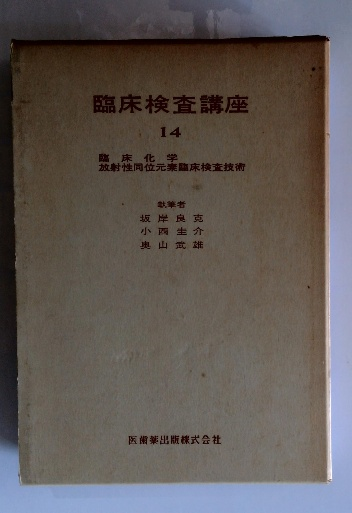 臨床検査講座
14
臨床化学
放射性同位元素臨床検査技術
執筆者
坂岸良克
小西圭介
奥山武雄
医歯薬出版株式会社